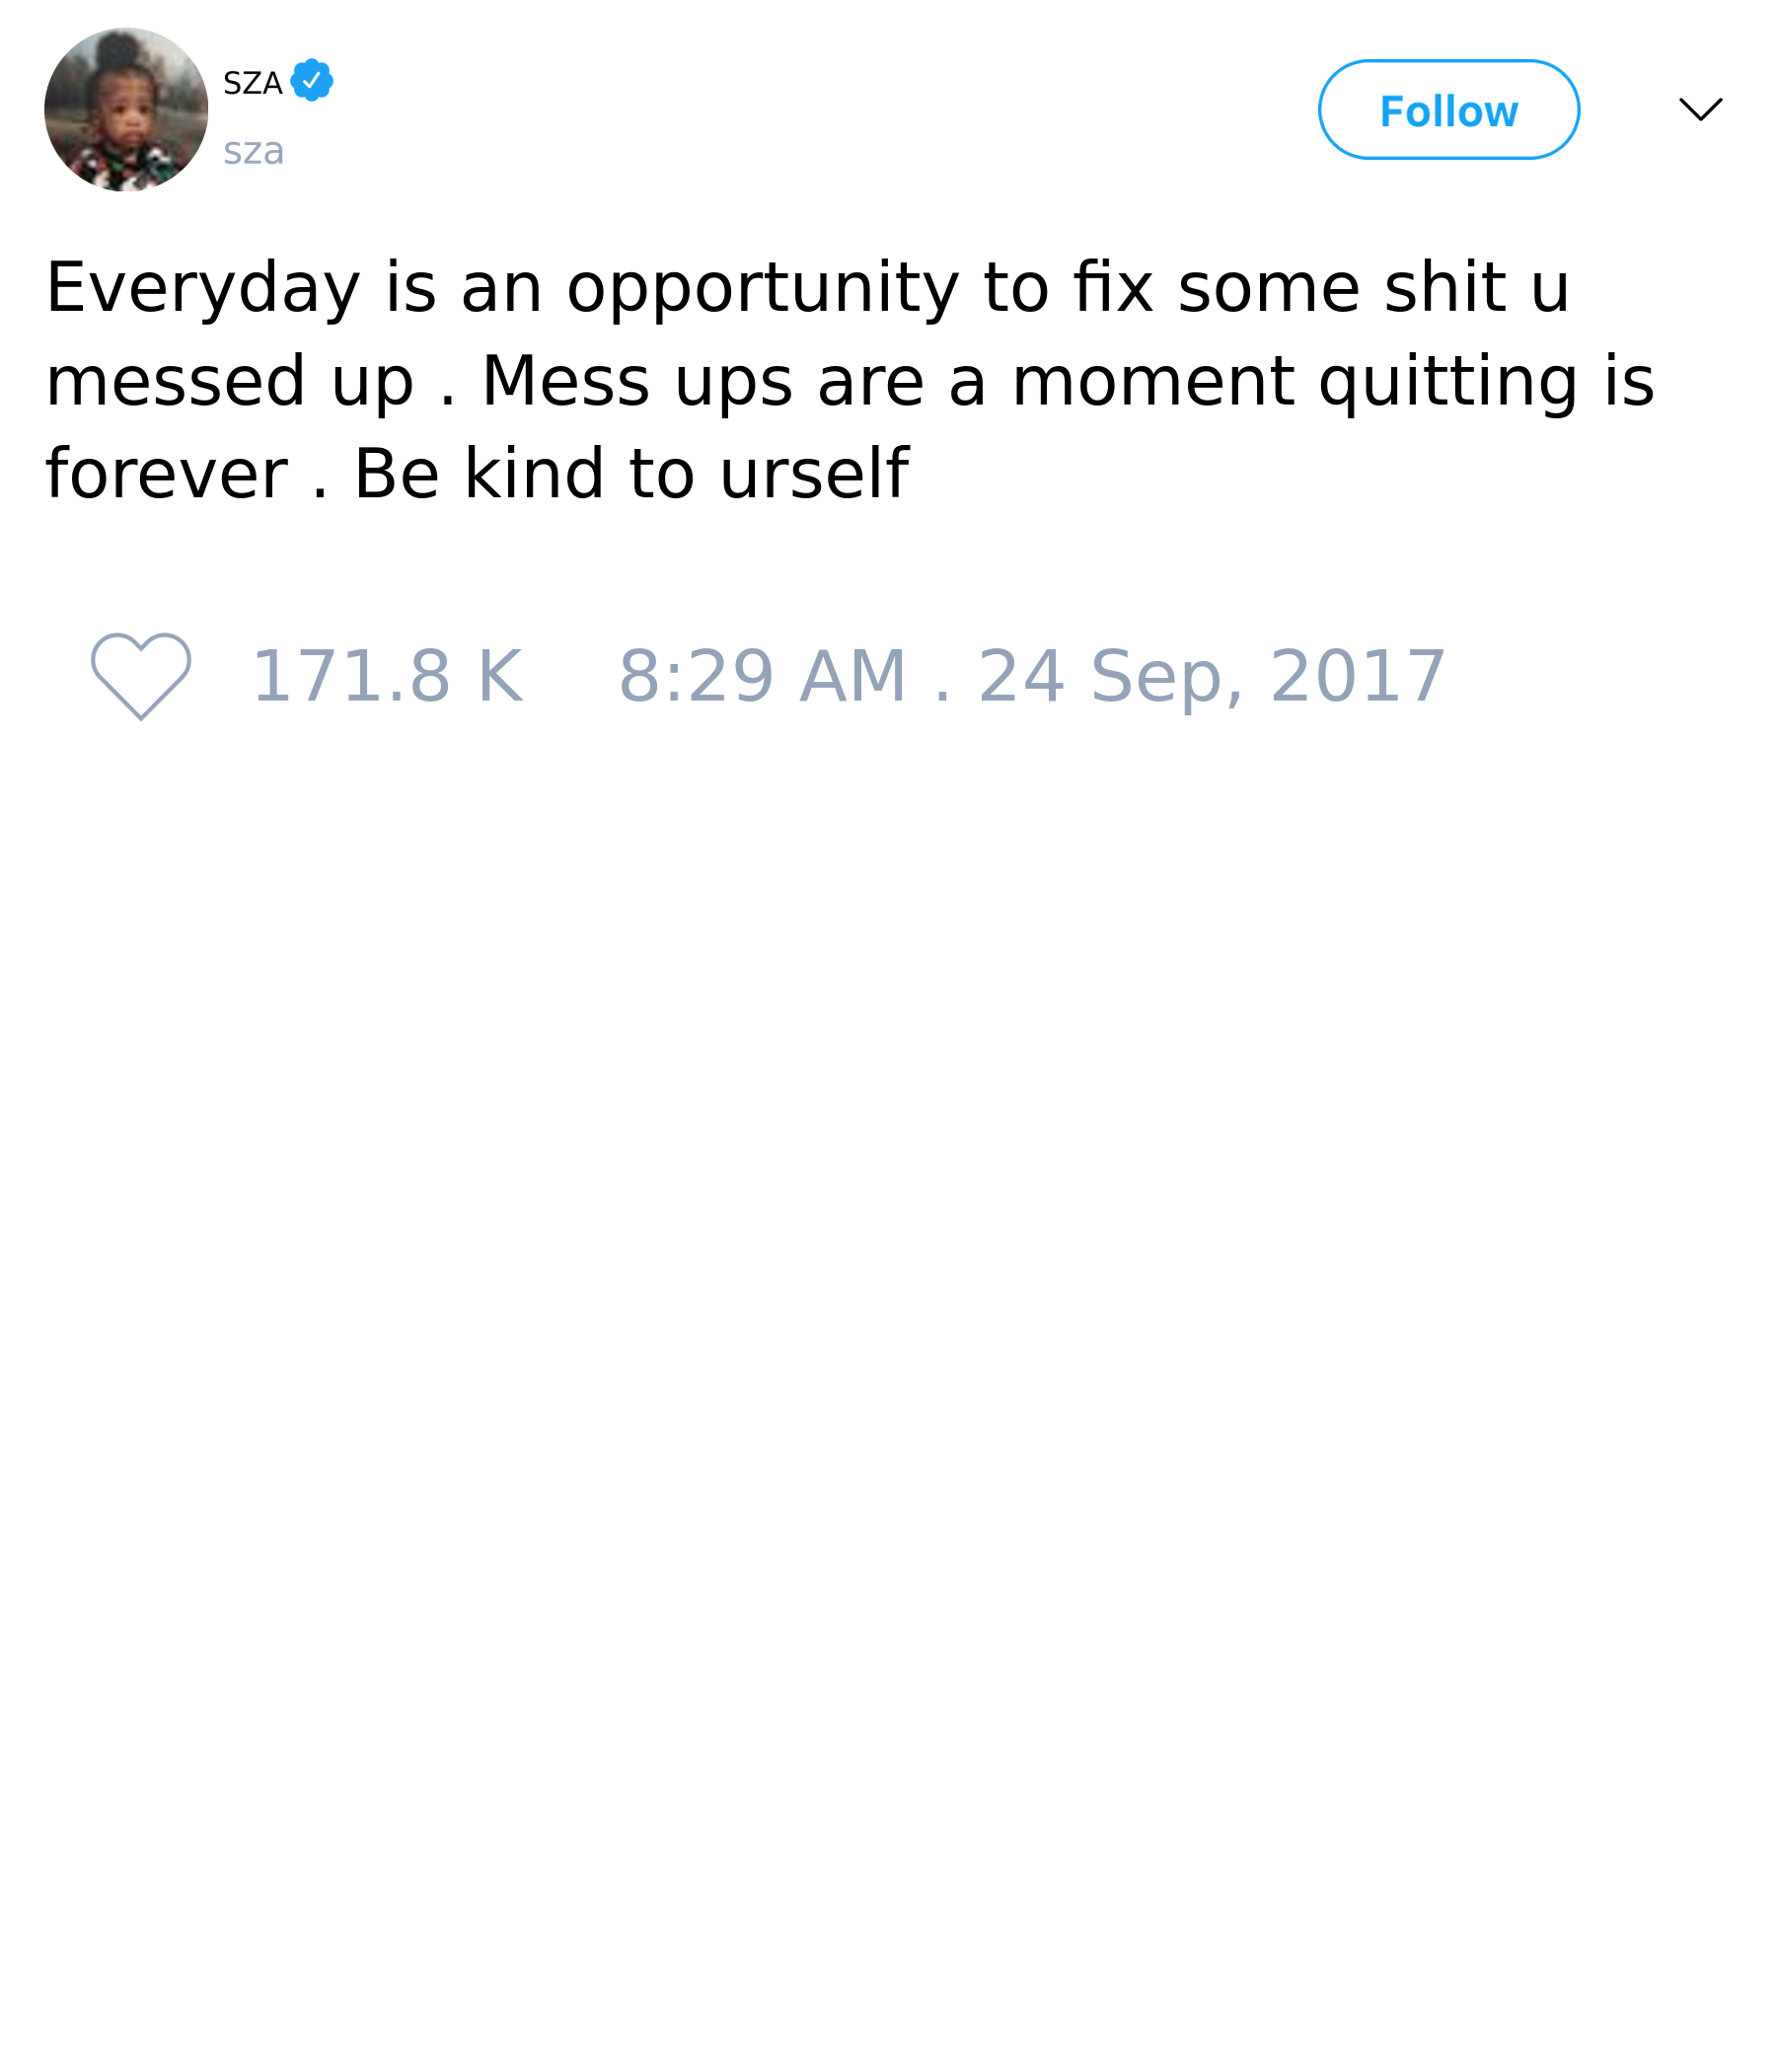 SZA
sza
Follow
Everyday is an opportunity to fix some shit u
messed up . Mess ups are a moment quitting is
forever . Be kind to urself
171.8 K 8:29 AM . 24 Sep, 2017